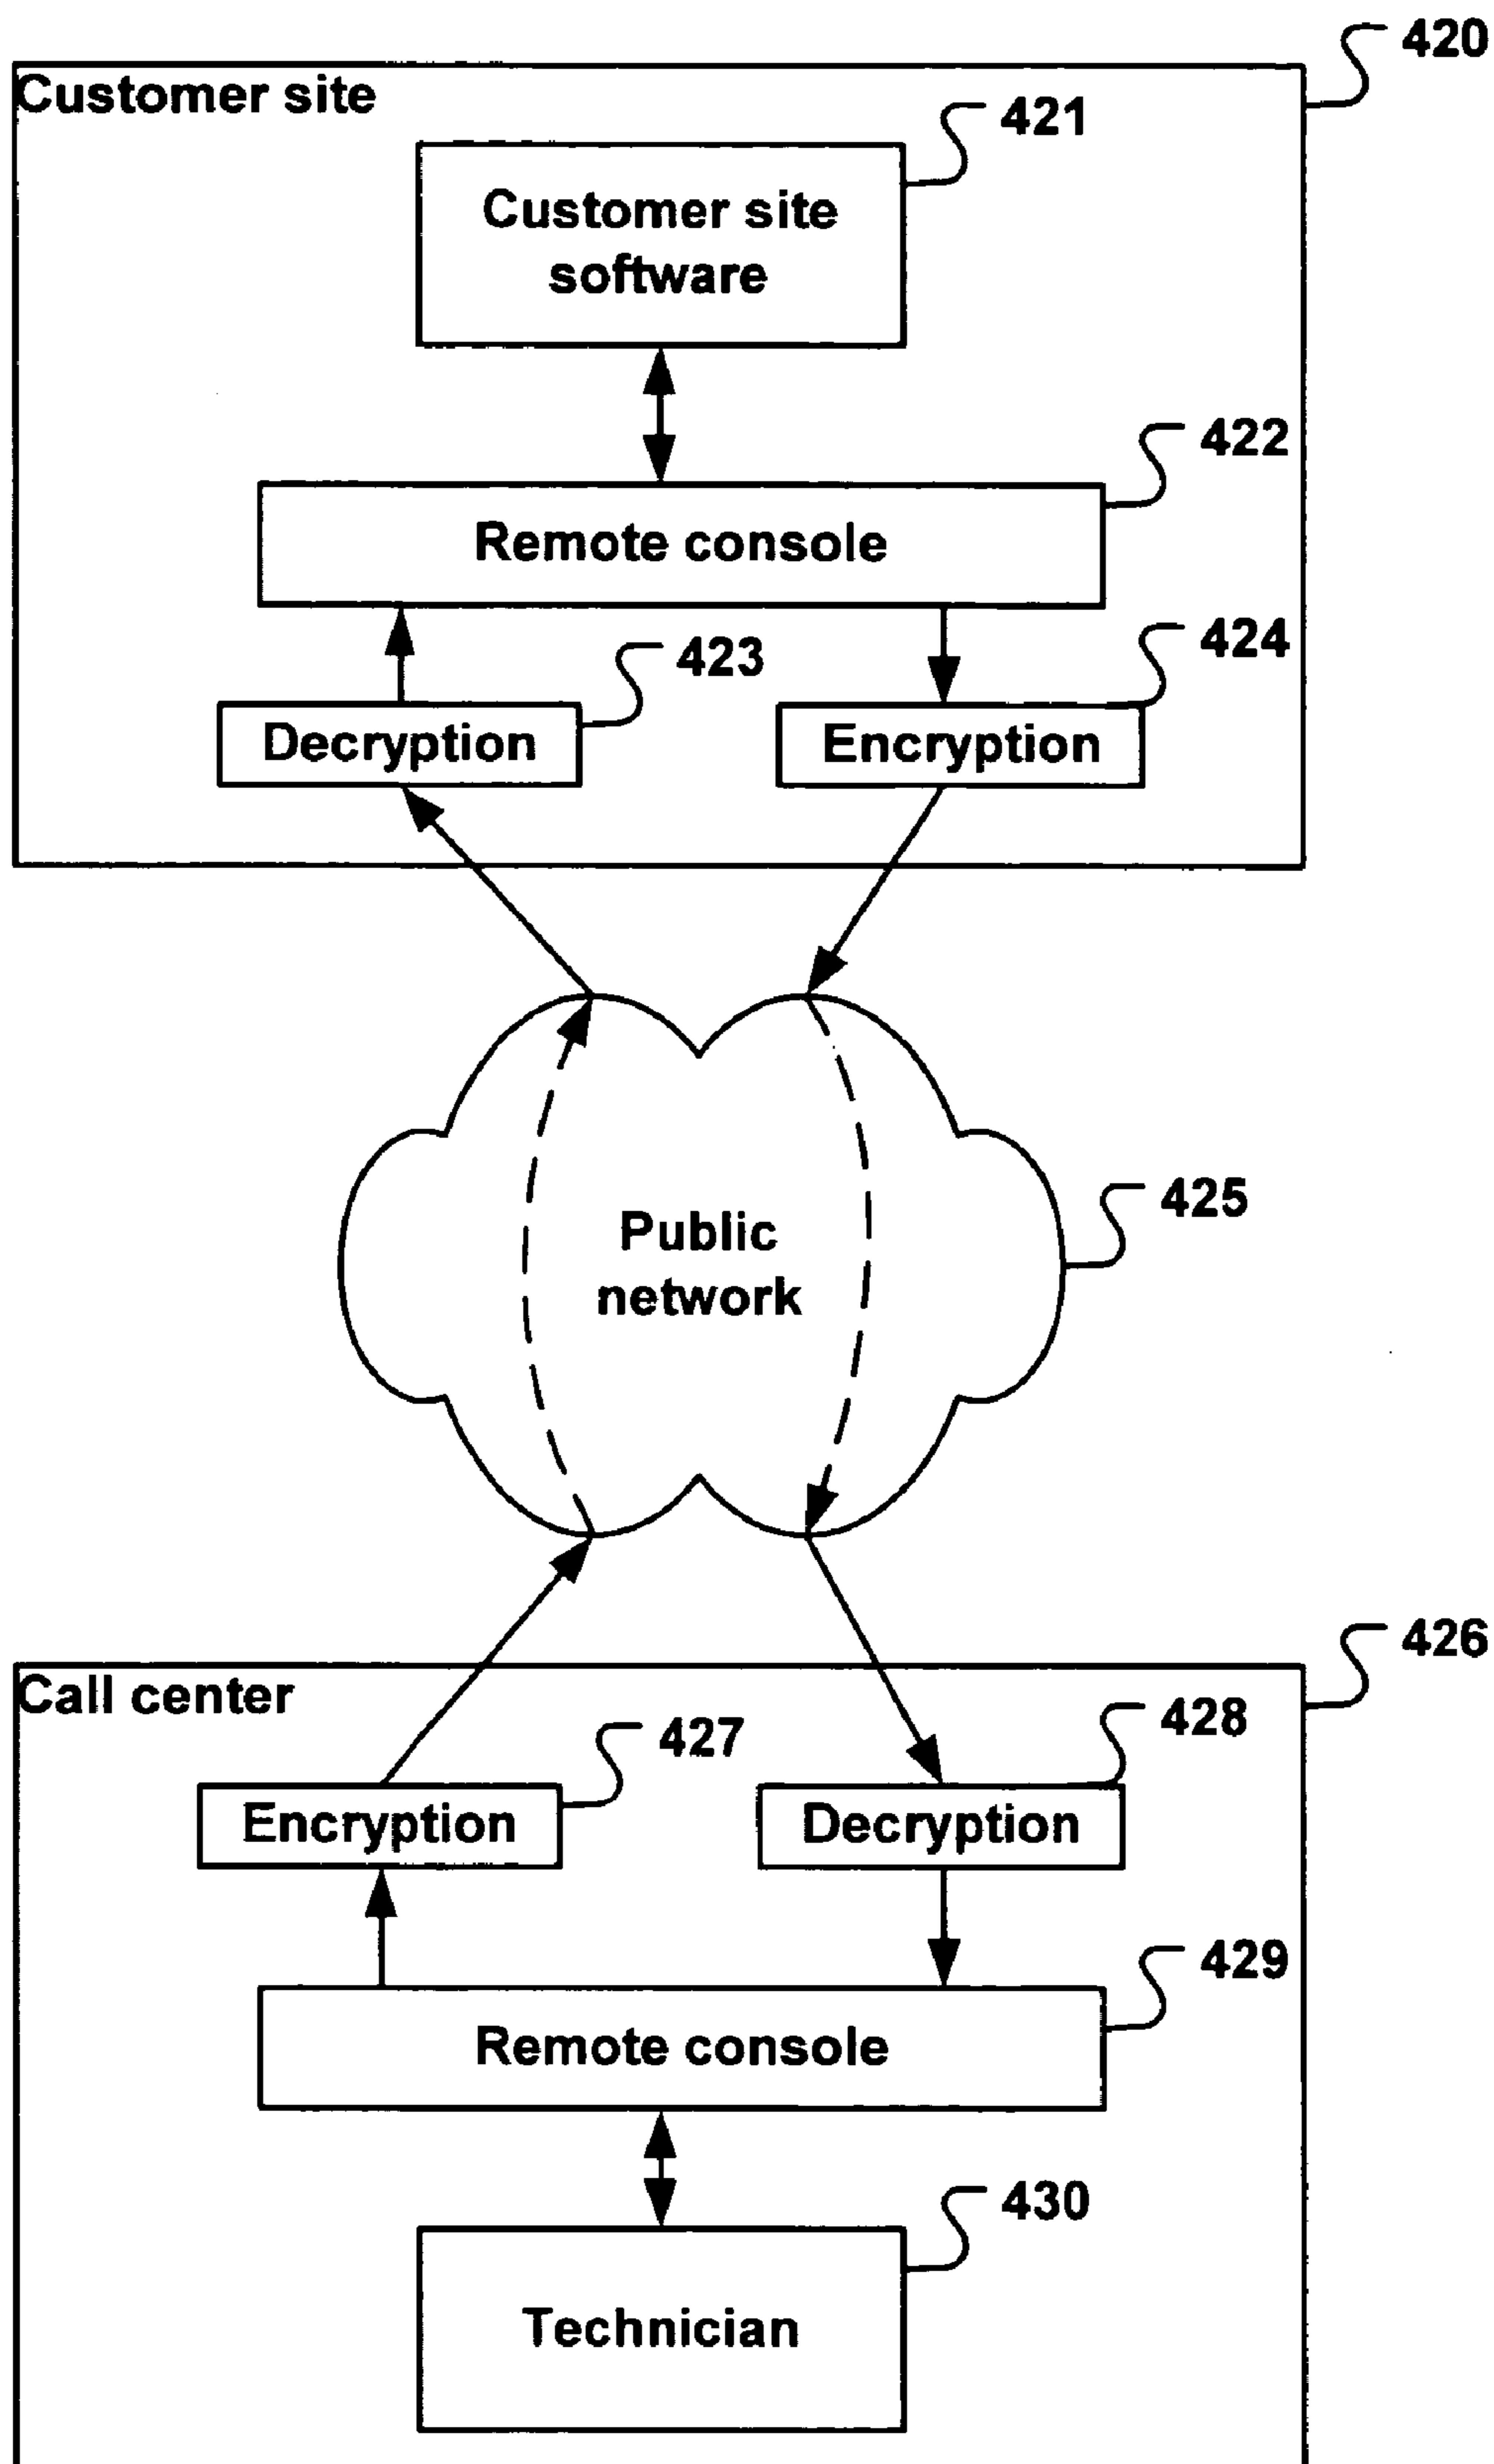 420
Customer site
421
Customer site
software
422
Remote console
423
424
Decryption
Encryption
425
Public
network
426
Call center
427
428
Encryption
Decryption
429
Remote console
430
Technician